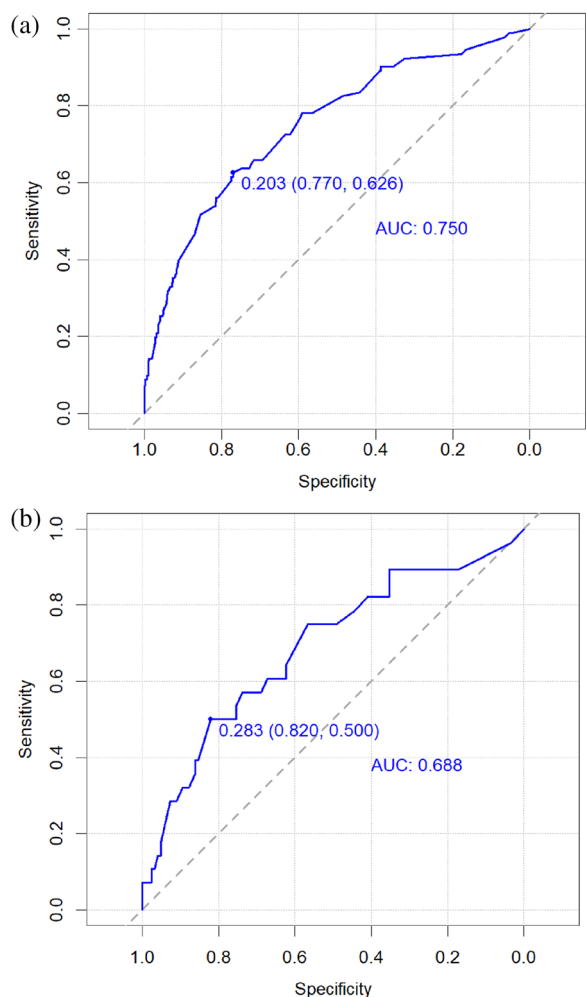 (a)
1.0
0.8
0.6
0.4
0.2
0.0
Sensitivity
0.203 (0.770, 0.626)
AUC: 0.750
1.0 0.8 0.6 0.4 0.2 0.0
Specificity
(b)
1.0
0.8
0.6
0.4
0.2
0.0
Sensitivity
0.283 (0.820, 0.500)
AUC: 0.688
1.0 0.8 0.6 0.4 0.2 0.0
Specificity